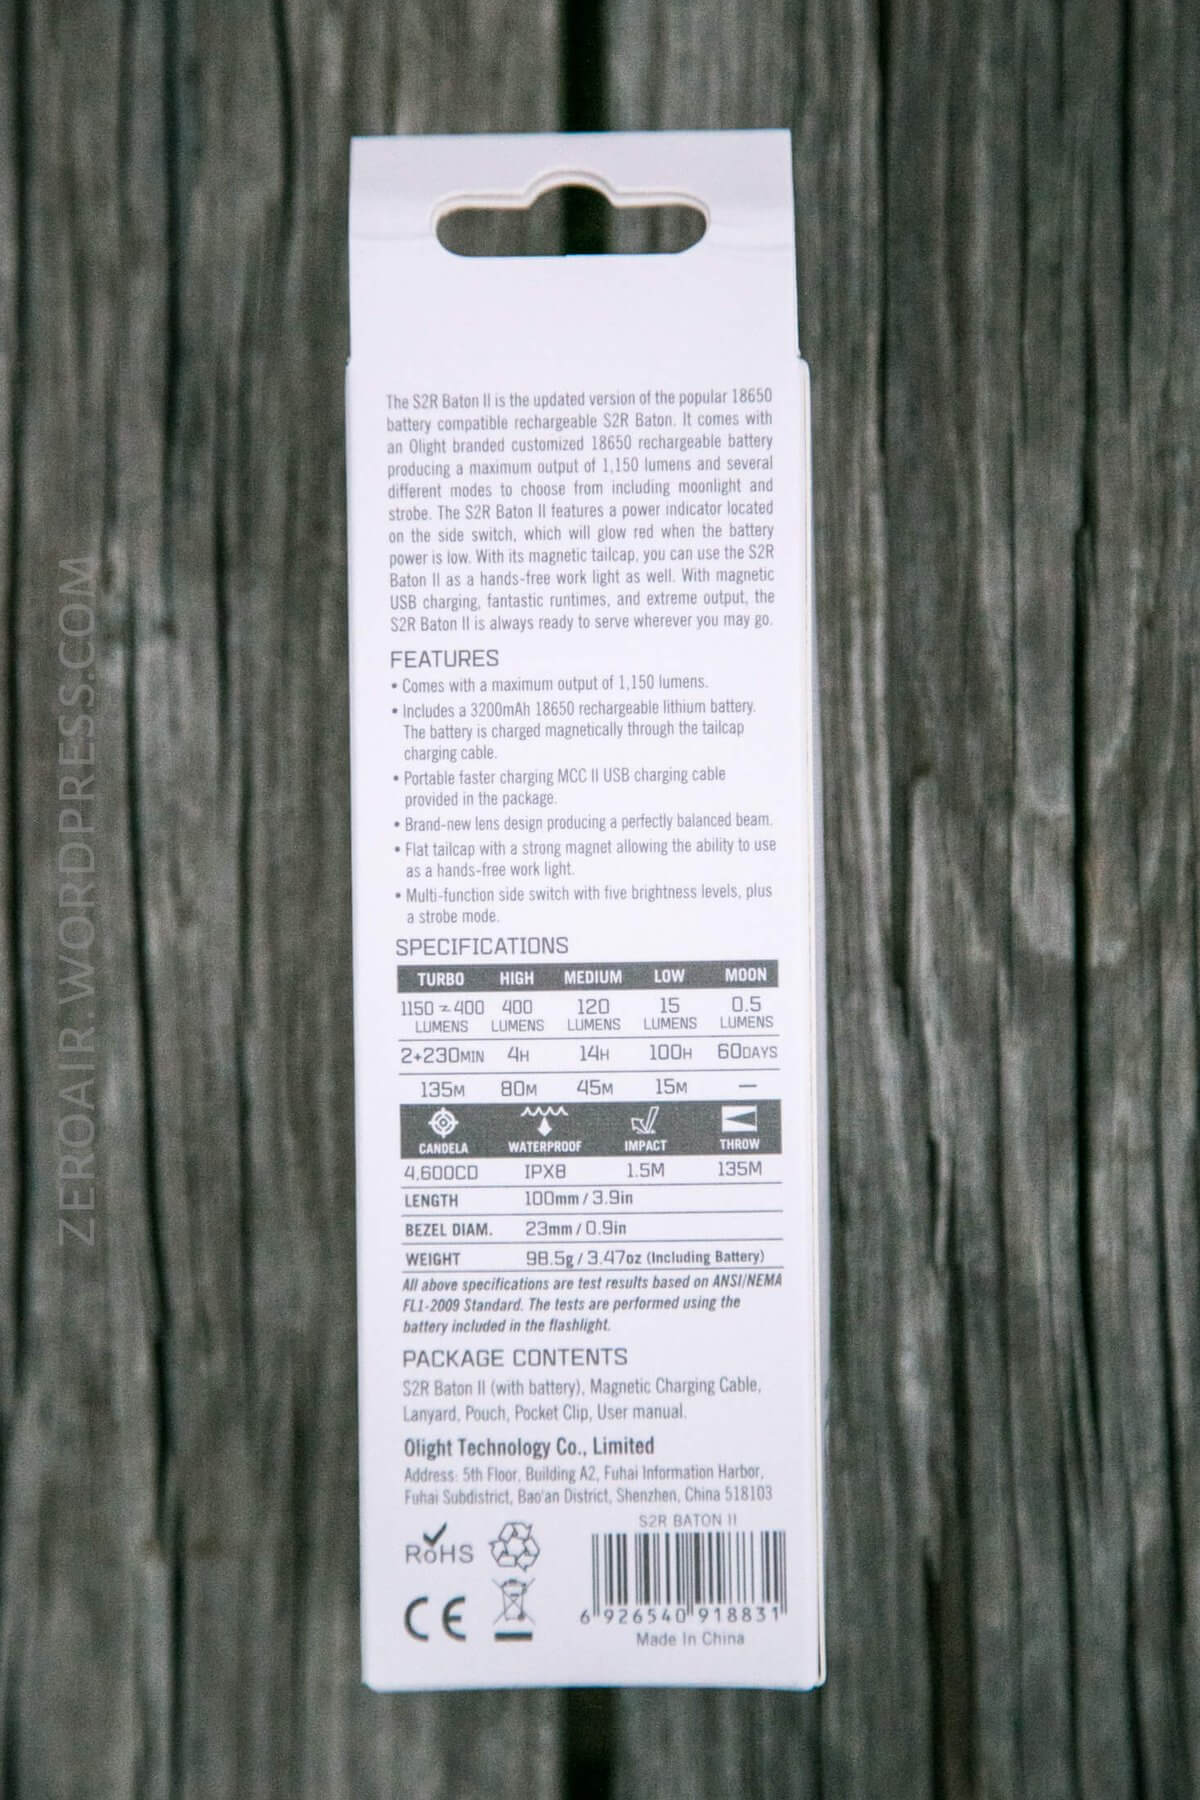 The S2R Baton II is the updated version of the popular 18650
battery compatible rechargeable S2R Baton. It comes with
an Olight branded customized 18650 rechargeable battery
producing a maximum output of 1,150 lumens and several
different modes to choose from including moonlight and
strobe. The S2R Baton II features a power indicator located
on the side switch, which will glow red when the battery
power is low. With its magnetic tailcap, you can use the S2R
Baton II as a hands-free work light as well. With magnetic
USB charging, fantastic runtimes, and extreme output, the
S2R Baton II is always ready to serve wherever you may go.
FEATURES
• Comes with a maximum output of 1,150 lumens.
• Includes a 3200mAh 18650 rechargeable lithium battery.
The battery is charged magnetically through the tailcap
charging cable.
• Portable faster charging MCC II USB charging cable
provided in the package.
• Brand-new lens design producing a perfectly balanced beam.
• Flat tailcap with a strong magnet allowing the ability to use
as a hands-free work light.
• Multi-function side switch with five brightness levels, plus
a strobe mode.
SPECIFICATIONS
TURBO HIGH MEDIUM LOW MOON
1150 ~ 400 400 120 15 0.5
LUMENS LUMENS LUMENS LUMENS LUMENS
2+230MIN 4H 14H 100H 60DAYS
135M 80M 45M 15M —
CANDELA WATERPROOF IMPACT THROW
4,600CD IPX8 1.5M 135M
LENGTH 100mm / 3.9in
BEZEL DIAM. 23mm / 0.9in
WEIGHT 98.5g / 3.47oz (Including Battery)
All above specifications are test results based on ANSI/NEMA
FL1-2009 Standard. The tests are performed using the
battery included in the flashlight.
PACKAGE CONTENTS
S2R Baton II (with battery), Magnetic Charging Cable,
Lanyard, Pouch, Pocket Clip, User manual.
Olight Technology Co., Limited
Address: 5th Floor, Building A2, Fuhai Information Harbor,
Fuhai Subdistrict, Bao'an District, Shenzhen, China 518103
S2R BATON II
RoHS
CE
6 926540 918831
Made In China
ZEROAIR.WORDPRESS.COM